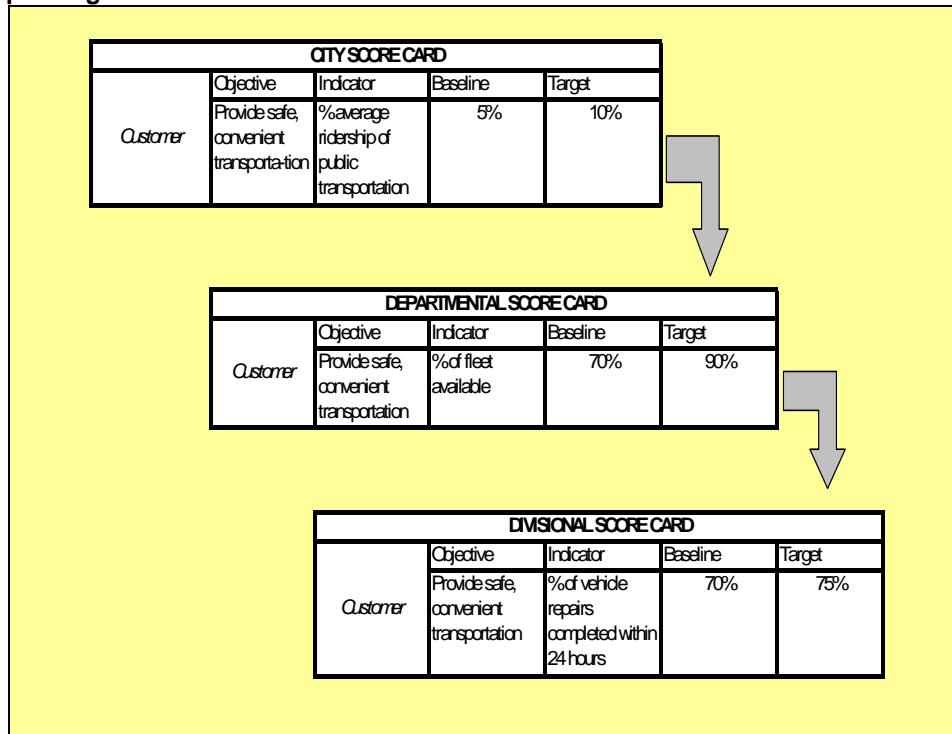 CITY SCORE CARD
Objective Indicator Baseline Target
Customer
Provide safe, % average 5% 10%
convenient ridership of
transporta-tion public
transportation
DEPARTMENTAL SCORE CARD
Objective Indicator Baseline Target
Customer
Provide safe, % of fleet 70% 90%
convenient available
transportation
DIVISIONAL SCORE CARD
Objective Indicator Baseline Target
Customer
Provide safe, % of vehicle 70% 75%
convenient repairs
transportation completed within
24 hours